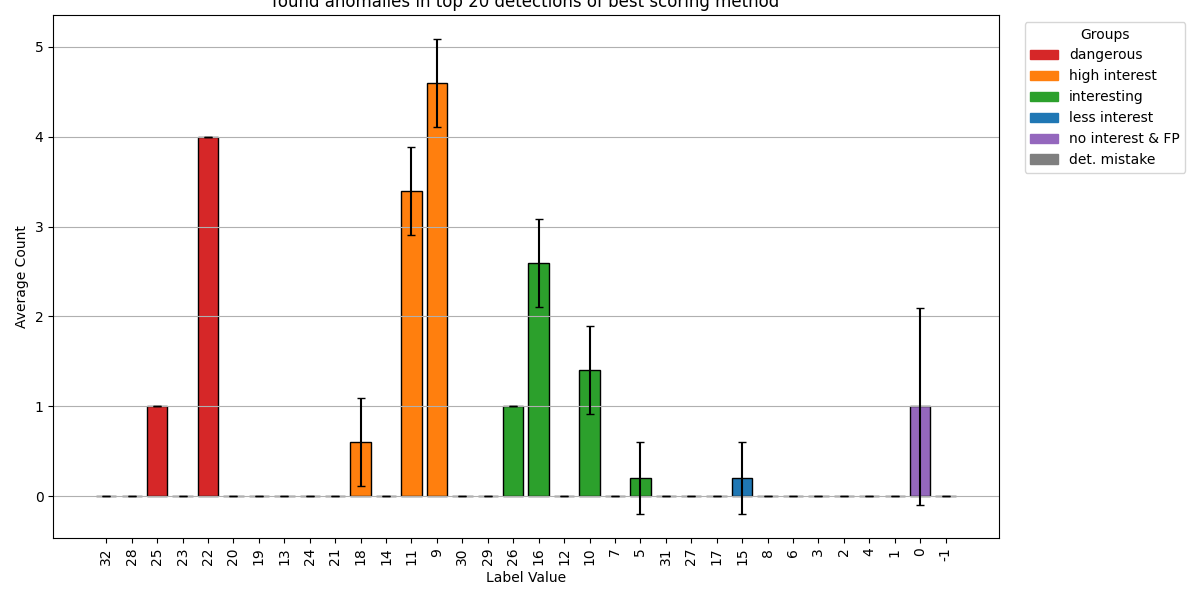 found anomalies in top 20 detections of best scoring method
Groups
dangerous
high interest
interesting
less interest
no interest & FP
det. mistake
Average Count
5
4
3
2
1
0
32 28 25 23 22 20 19 13 24 21 18 14 11 9 30 29 26 16 12 10 7 5 31 27 17 15 8 6 3 2 4 1 0 -1
Label Value